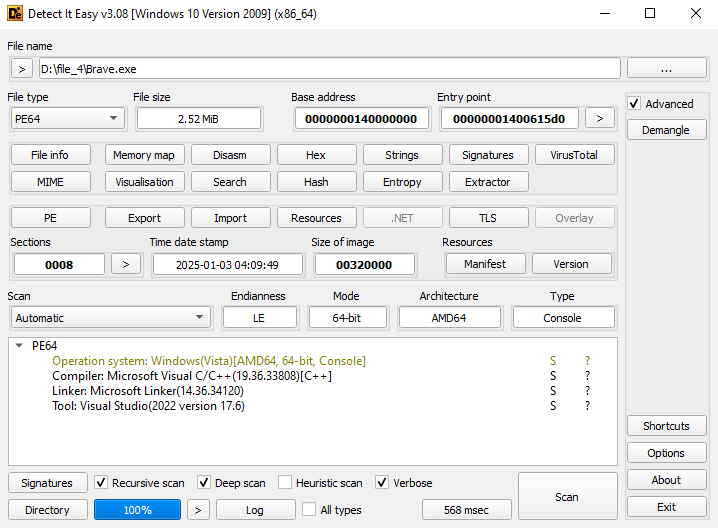 Detect It Easy v3.08 [Windows 10 Version 2009] (x86_64)
File name
> D:\file_4\Brave.exe ...
File type File size Base address Entry point Advanced
PE64 2.52 MiB 0000000140000000 00000001400615d0 > Demangle
File info Memory map Disasm Hex Strings Signatures VirusTotal
MIME Visualisation Search Hash Entropy Extractor
PE Export Import Resources .NET TLS Overlay
Sections Time date stamp Size of image Resources
0008 > 2025-01-03 04:09:49 00320000 Manifest Version
Scan Endianness Mode Architecture Type
Automatic LE 64-bit AMD64 Console
PE64
Operation system: Windows(Vista)[AMD64, 64-bit, Console] S ?
Compiler: Microsoft Visual C/C++(19.36.33808)[C++] S ?
Linker: Microsoft Linker(14.36.34120) S ?
Tool: Visual Studio(2022 version 17.6) S ?
Shortcuts
Options
Signatures Recursive scan Deep scan Heuristic scan Verbose Scan About
Directory 100% > Log All types 568 msec Exit